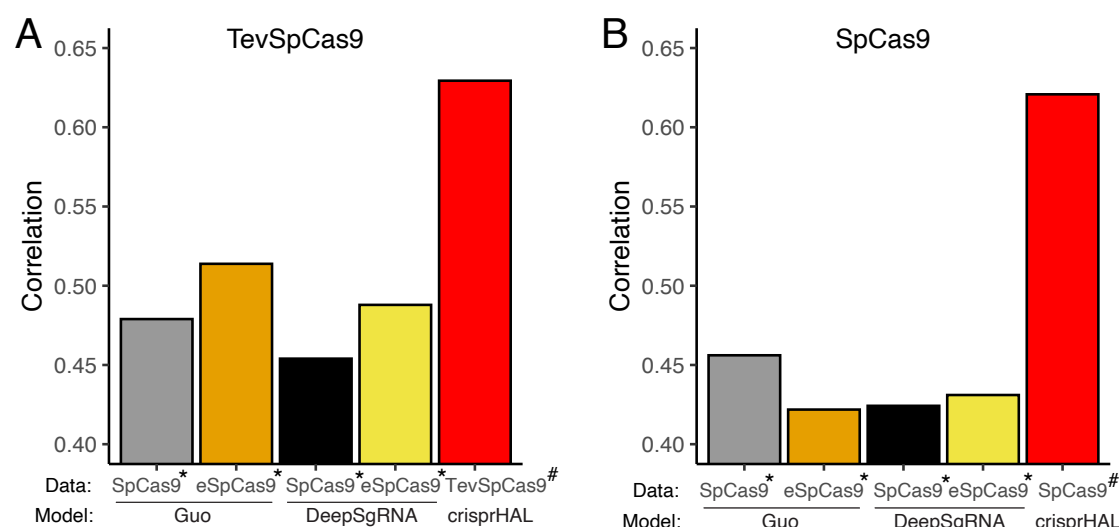 A
TevSpCas9
Correlation
0.65
0.60
0.55
0.50
0.45
0.40
Data: SpCas9* eSpCas9* SpCas9* eSpCas9* TevSpCas9#
Model: Guo DeepSgRNA crisprHAL
B
SpCas9
Correlation
0.65
0.60
0.55
0.50
0.45
0.40
Data: SpCas9* eSpCas9* SpCas9* eSpCas9* SpCas9#
Model: Guo DeepSgRNA crisprHAL